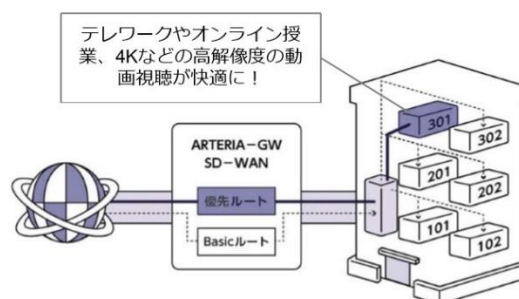 テレワークやオンライン授
業、4Kなどの高解像度の動
画視聴が快適に！
ARTERIA-GW
SD-WAN
優先ルート
Basicルート
301
302
201
202
101
102